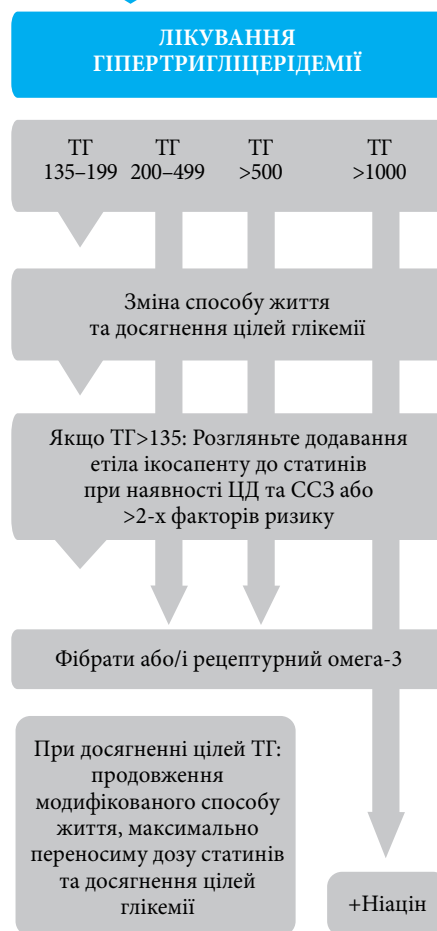 ЛІКУВАННЯ
ГІПЕРТРИГЛІЦЕРІДЕМІЇ
ТГ ТГ ТГ ТГ
135–199 200–499 >500 >1000
Зміна способу життя
та досягнення цілей глікемії
Якщо ТГ>135: Розгляньте додавання
етіла ікосапенту до статинів
при наявності ЦД та ССЗ або
>2-х факторів ризику
Фібрати або/і рецептурний омега-3
При досягненні цілей ТГ:
продовження
модифікованого способу
життя, максимально
переносиму дозу статинів
та досягнення цілей
глікемії
+Ніацін